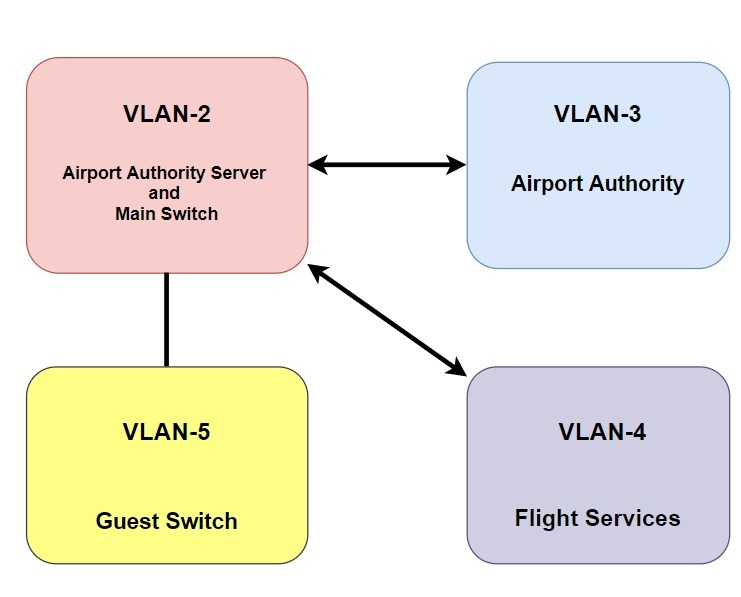 VLAN-2
Airport Authority Server
and
Main Switch
VLAN-3
Airport Authority
VLAN-5
Guest Switch
VLAN-4
Flight Services